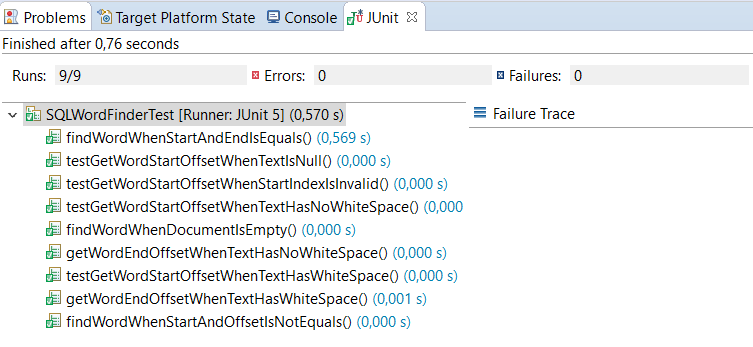 Problems Target Platform State Console JUnit
Finished after 0,76 seconds
Runs: 9/9 Errors: 0 Failures: 0
SQLWordFinderTest [Runner: JUnit 5] (0,570 s)
Failure Trace
findWordWhenStartAndEndIsEquals() (0,569 s)
testGetWordStartOffsetWhenTextIsNull() (0,000 s)
testGetWordStartOffsetWhenStartIndexIsInvalid() (0,000 s)
testGetWordStartOffsetWhenTextHasNoWhiteSpace() (0,000
findWordWhenDocumentIsEmpty() (0,000 s)
getWordEndOffsetWhenTextHasNoWhiteSpace() (0,000 s)
testGetWordStartOffsetWhenTextHasWhiteSpace() (0,000 s)
getWordEndOffsetWhenTextHasWhiteSpace() (0,001 s)
findWordWhenStartAndOffsetIsNotEquals() (0,000 s)